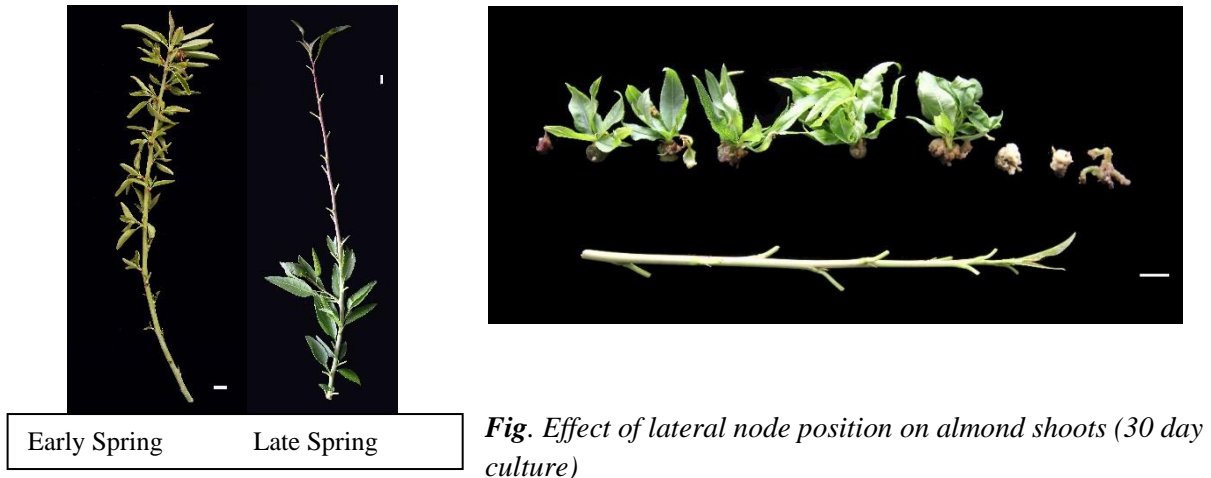 Early Spring Late Spring
Fig. Effect of lateral node position on almond shoots (30 day
culture)